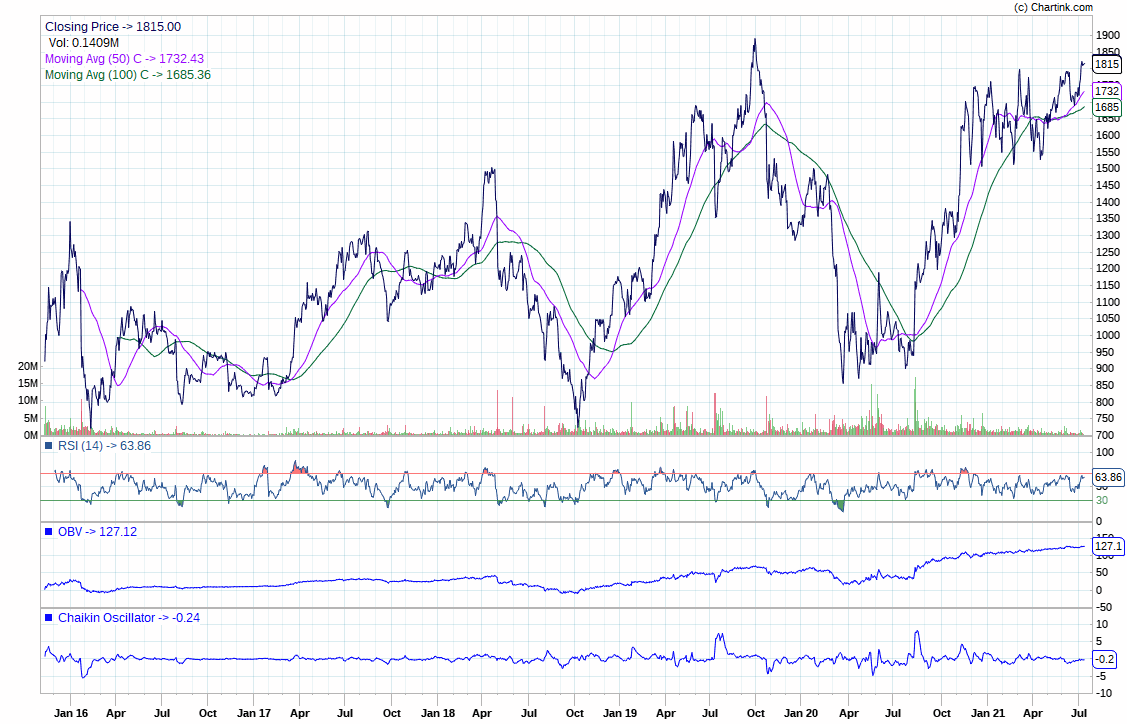 (c) Chartink.com
Closing Price -> 1815.00
Vol: 0.1409M
Moving Avg (50) C -> 1732.43
Moving Avg (100) C -> 1685.36
1900
1850
1815
1732
1685
1650
1600
1550
1500
1450
1400
1350
1300
1250
1200
1150
1100
1050
1000
950
900
850
800
750
700
20M
15M
10M
5M
0M
RSI (14) -> 63.86
100
63.86
30
0
OBV -> 127.12
127.1
50
0
-50
Chaikin Oscillator -> -0.24
10
5
-0.2
-5
-10
Jan 16 Apr Jul Oct Jan 17 Apr Jul Oct Jan 18 Apr Jul Oct Jan 19 Apr Jul Oct Jan 20 Apr Jul Oct Jan 21 Apr Jul